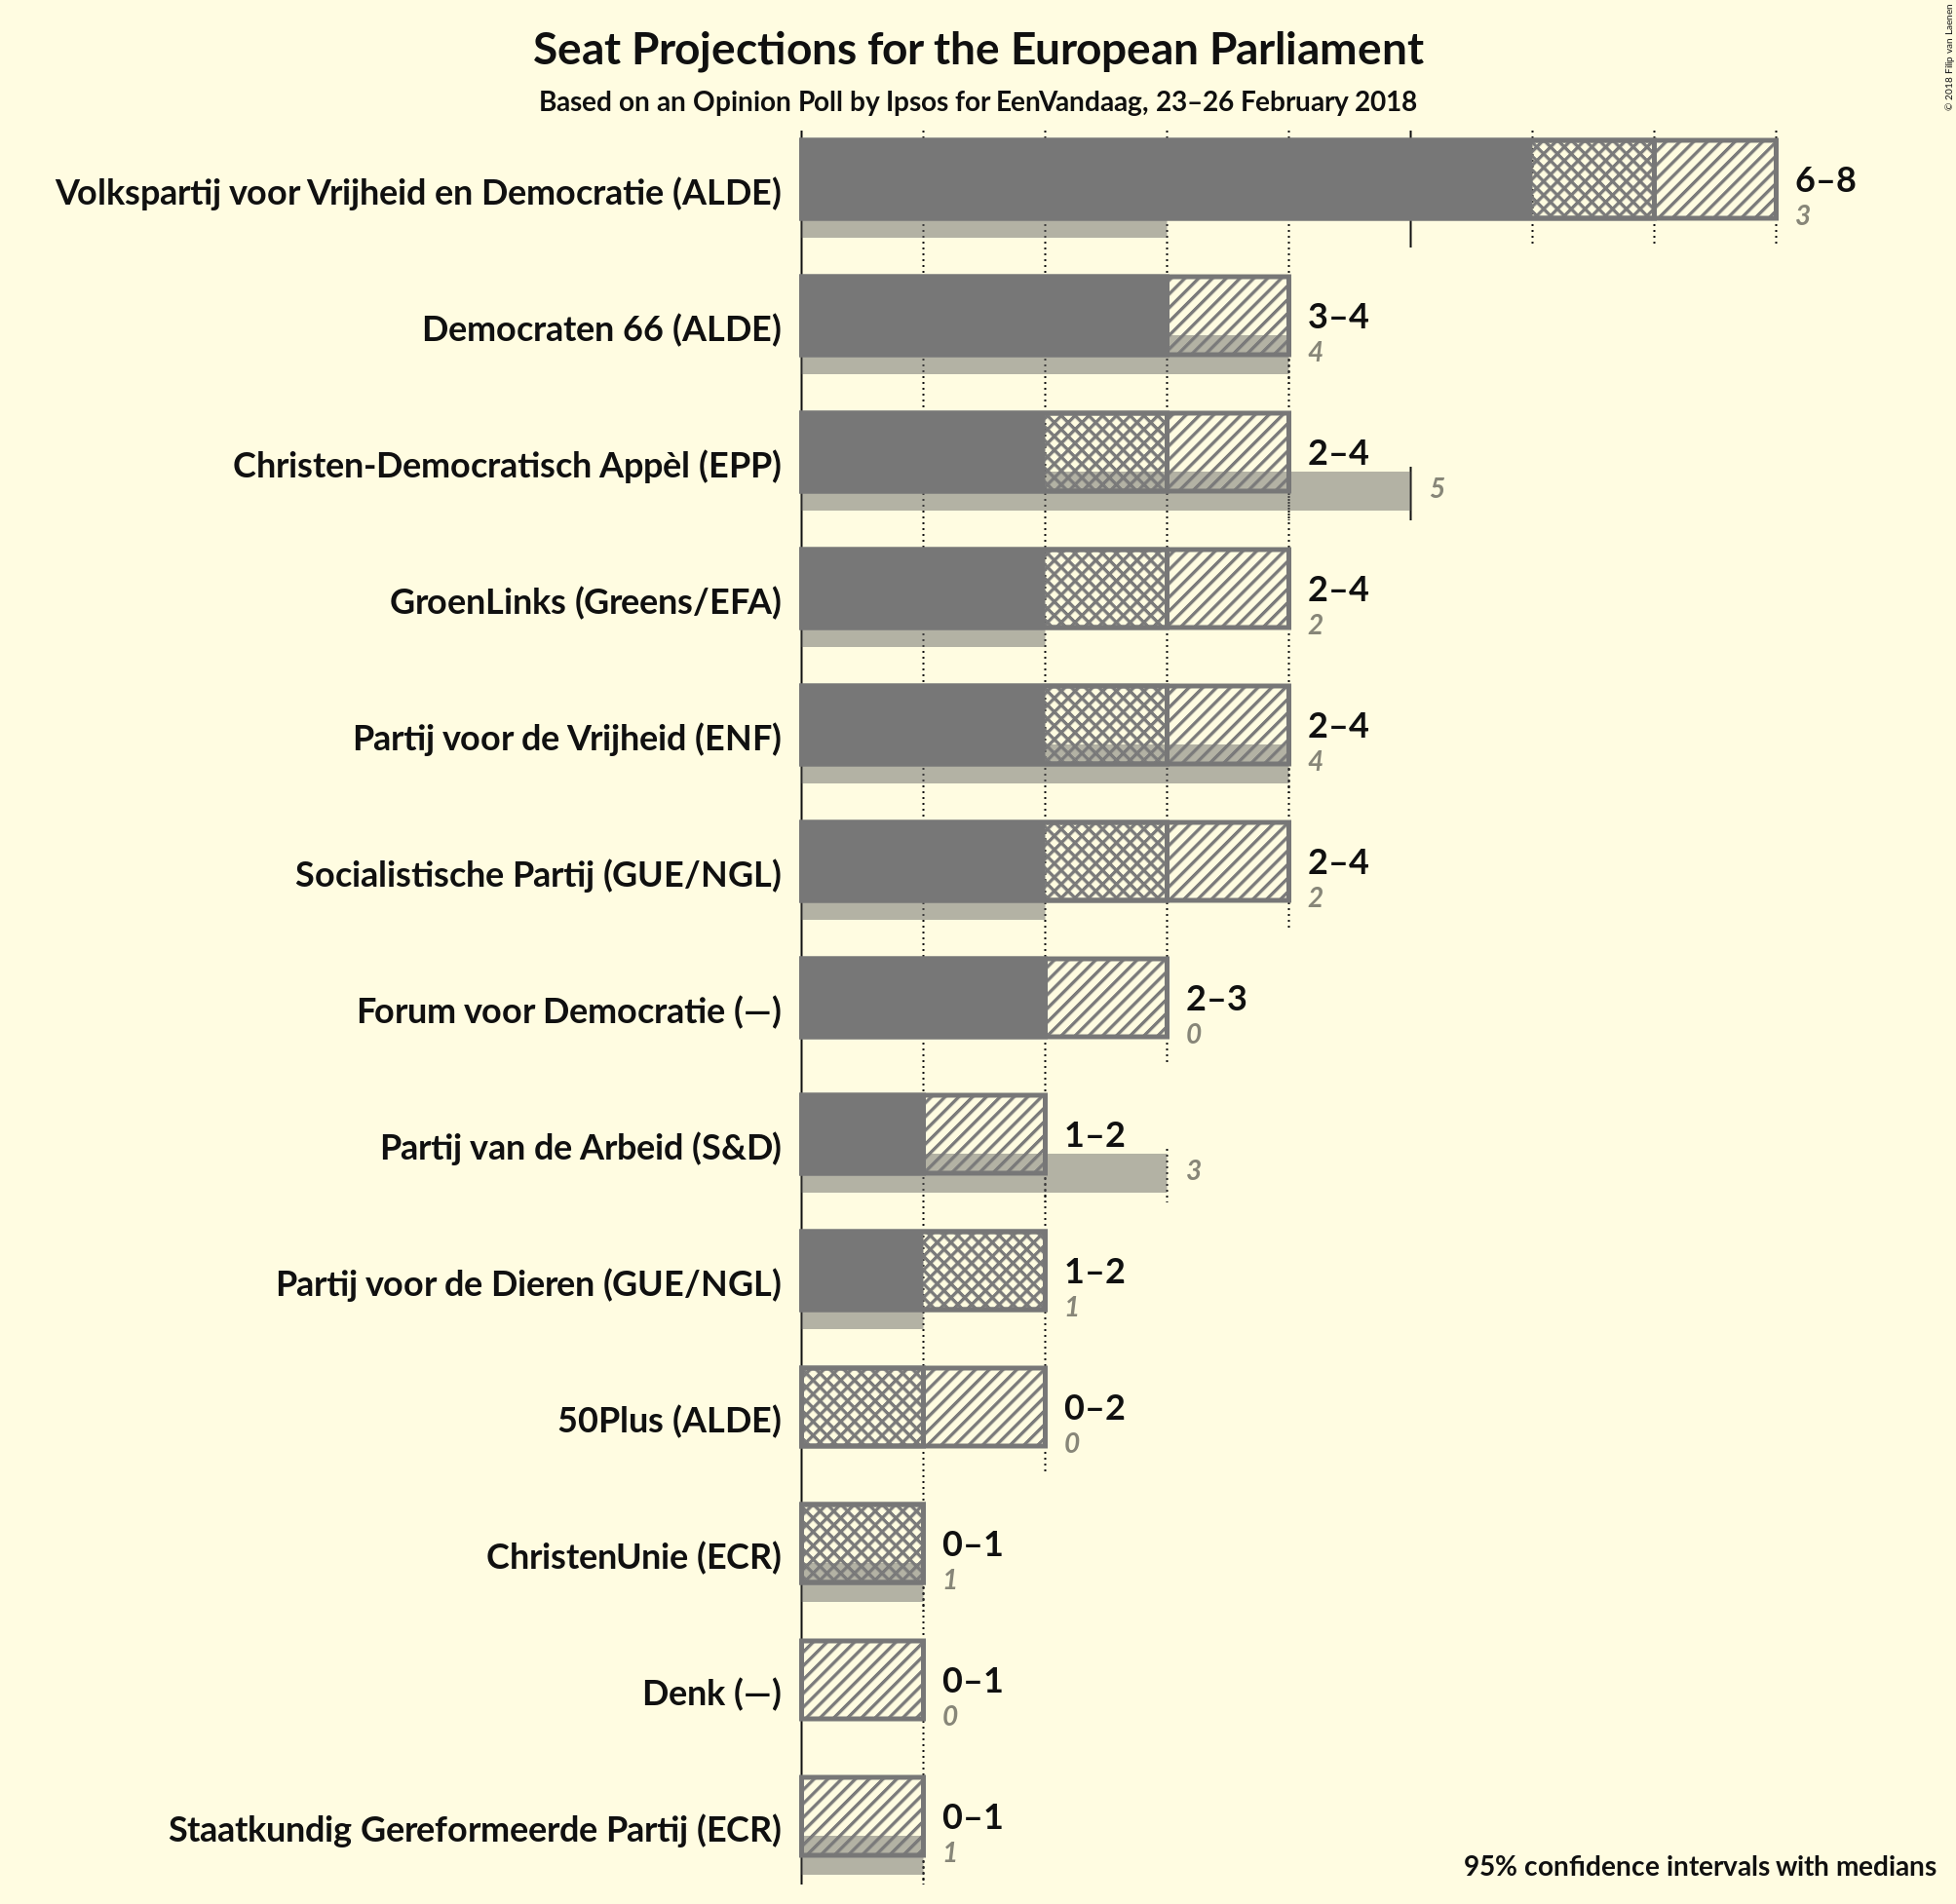 Seat Projections for the European Parliament
Based on an Opinion Poll by Ipsos for EenVandaag, 23–26 February 2018
© 2018 Filip van Laenen
Volkspartij voor Vrijheid en Democratie (ALDE)
6–8
3
Democraten 66 (ALDE)
3–4
4
Christen-Democratisch Appèl (EPP)
2–4
5
GroenLinks (Greens/EFA)
2–4
2
Partij voor de Vrijheid (ENF)
2–4
4
Socialistische Partij (GUE/NGL)
2–4
2
Forum voor Democratie (—)
2–3
0
Partij van de Arbeid (S&D)
1–2
3
Partij voor de Dieren (GUE/NGL)
1–2
1
50Plus (ALDE)
0–2
0
ChristenUnie (ECR)
0–1
1
Denk (—)
0–1
0
Staatkundig Gereformeerde Partij (ECR)
0–1
1
95% confidence intervals with medians